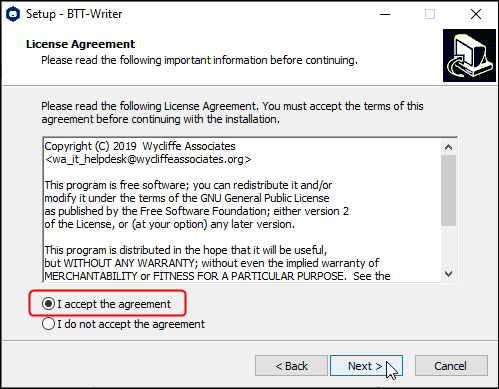 Setup - BTT-Writer
License Agreement
Please read the following important information before continuing.
Please read the following License Agreement. You must accept the terms of this
agreement before continuing with the installation.
Copyright (C) 2019  Wycliffe Associates
<wa_it_helpdesk@wycliffeassociates.org>
This program is free software; you can redistribute it and/or
modify it under the terms of the GNU General Public License
as published by the Free Software Foundation; either version 2
of the License, or (at your option) any later version.
This program is distributed in the hope that it will be useful,
but WITHOUT ANY WARRANTY; without even the implied warranty of
MERCHANTABILITY or FITNESS FOR A PARTICULAR PURPOSE.  See the
I accept the agreement
I do not accept the agreement
< Back
Next >
Cancel